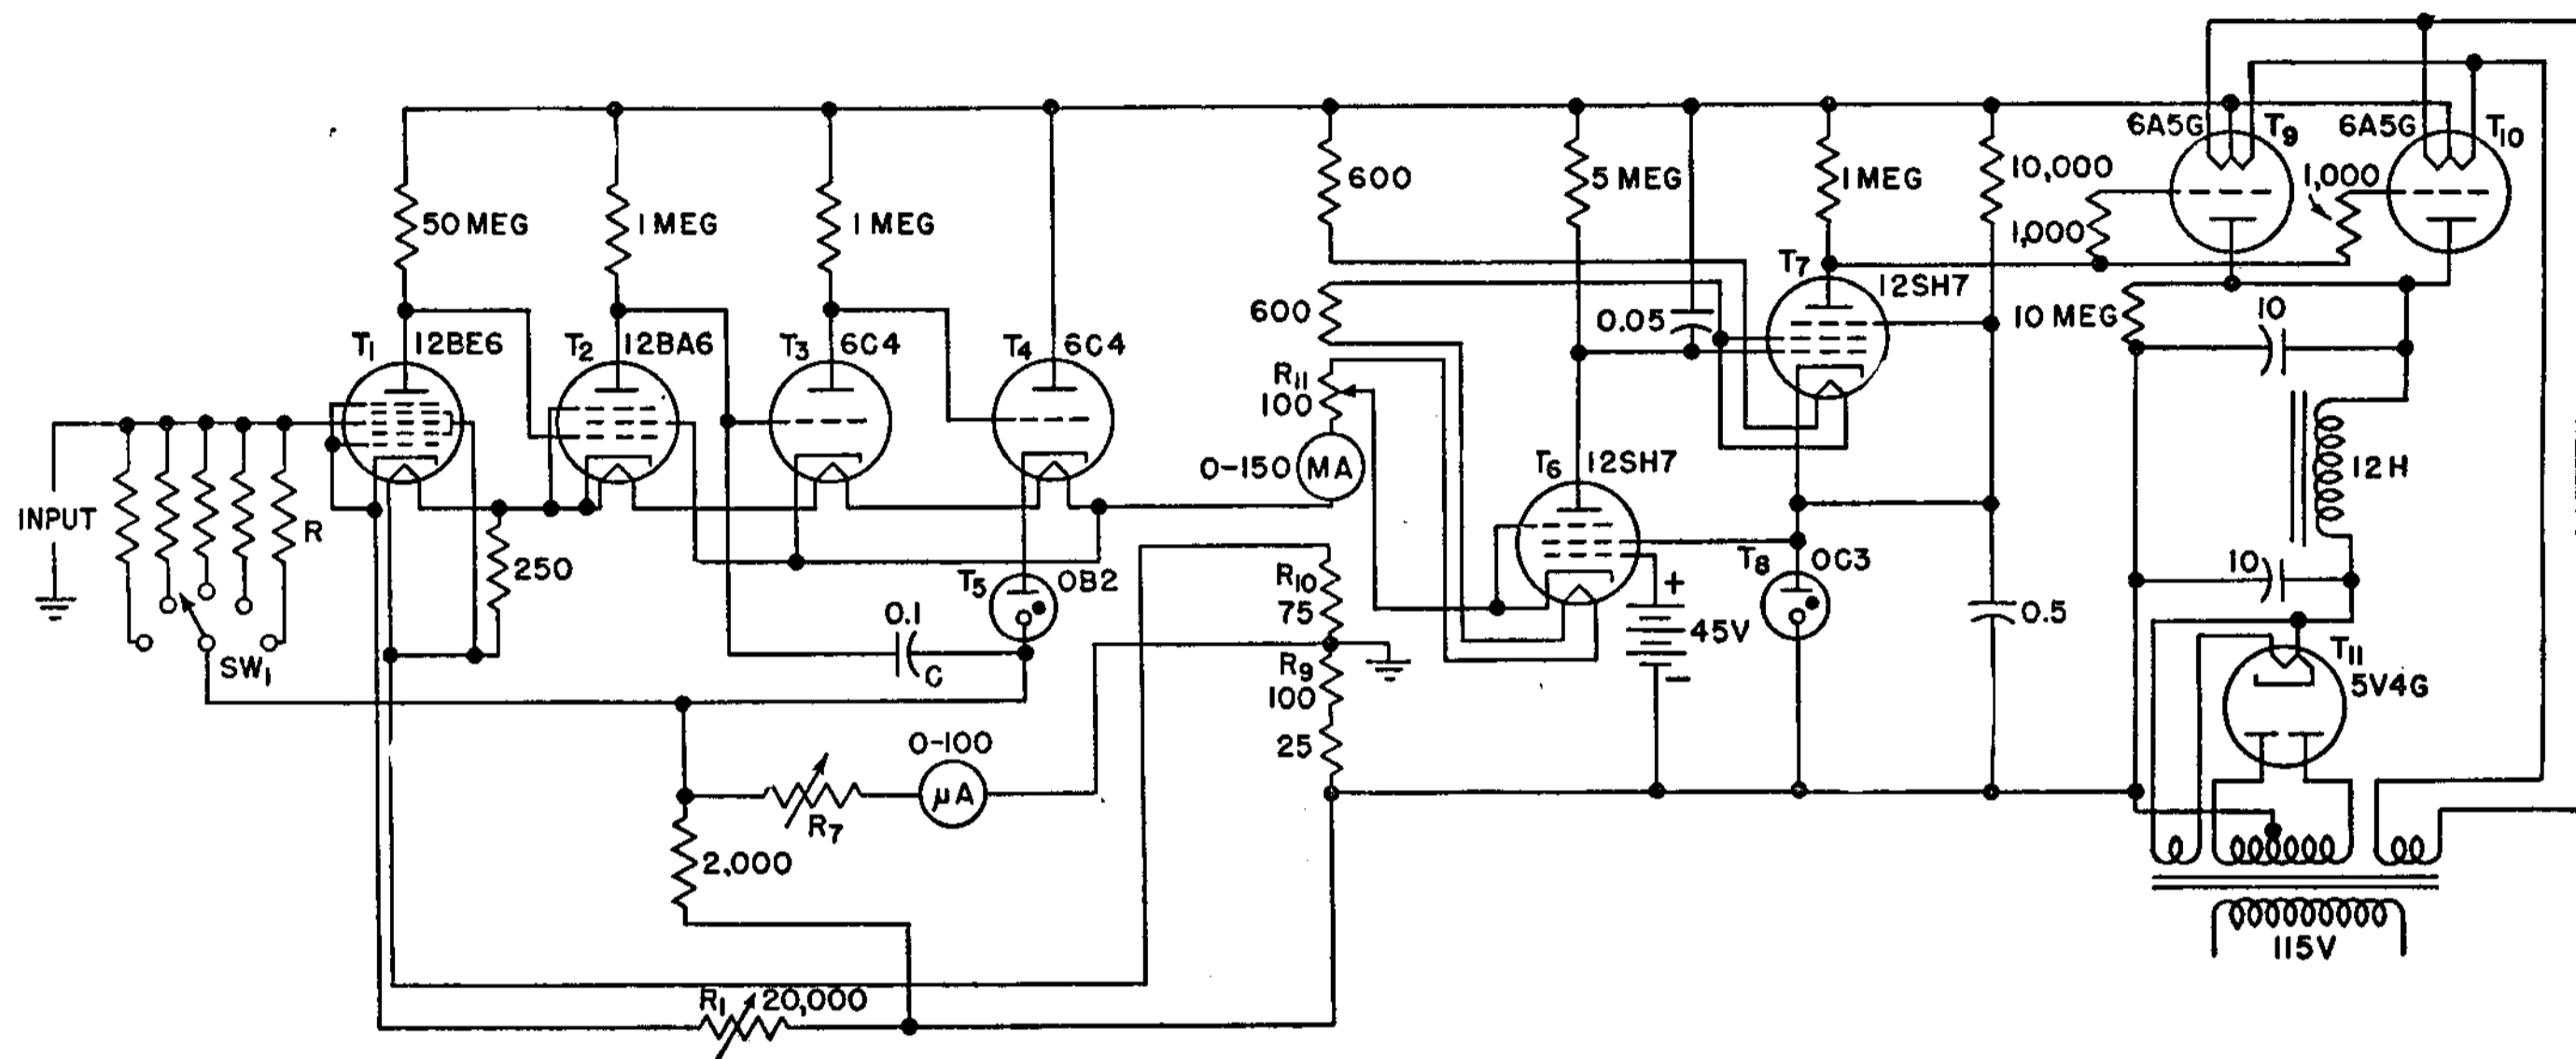 6A5G T9 6A5G T10
600 5 MEG 1 MEG 10,000 1,000
50 MEG 1 MEG 1 MEG 1,000
T7 12SH7
600 0.05 10 MEG 10
T1 12BE6 T2 12BA6 T3 6C4 T4 6C4
R11 100
0-150 MA T6 12SH7 12H
INPUT R
250 T5 0B2 R10 75 + T8 0C3 10
0.1 C 45V 0.5
SW1 R9 100 - T11 5V4G
0-100 25
µA
R7
2,000
115V
R1 20,000